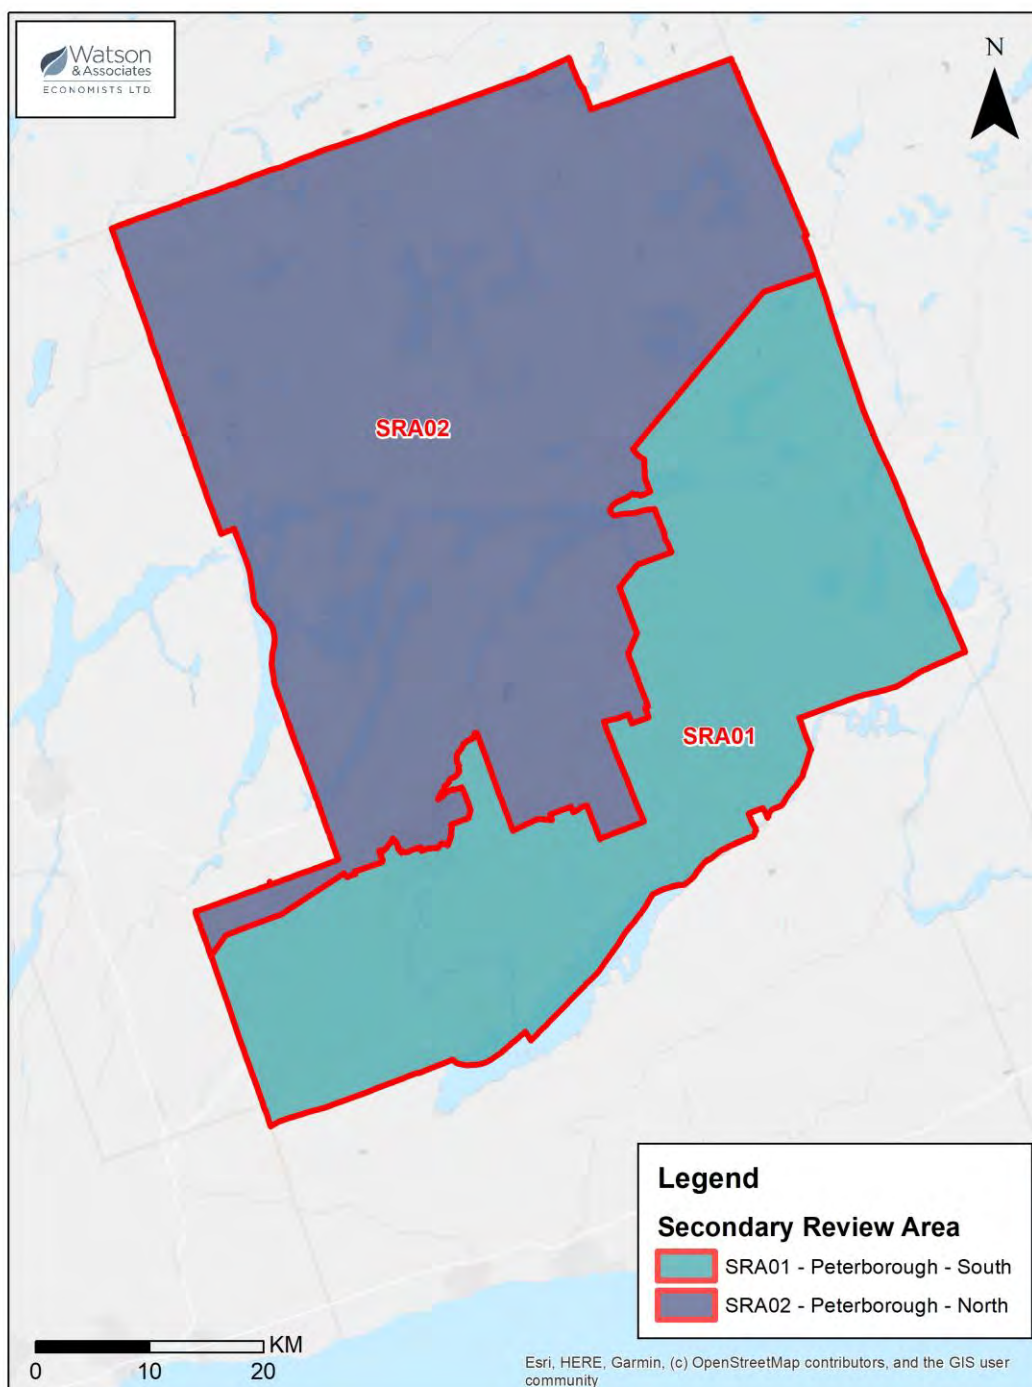 Watson
& Associates
ECONOMISTS LTD.
N
SRA02
SRA01
Legend
Secondary Review Area
SRA01 - Peterborough - South
SRA02 - Peterborough - North
KM
0 10 20
Esri, HERE, Garmin, (c) OpenStreetMap contributors, and the GIS user
community